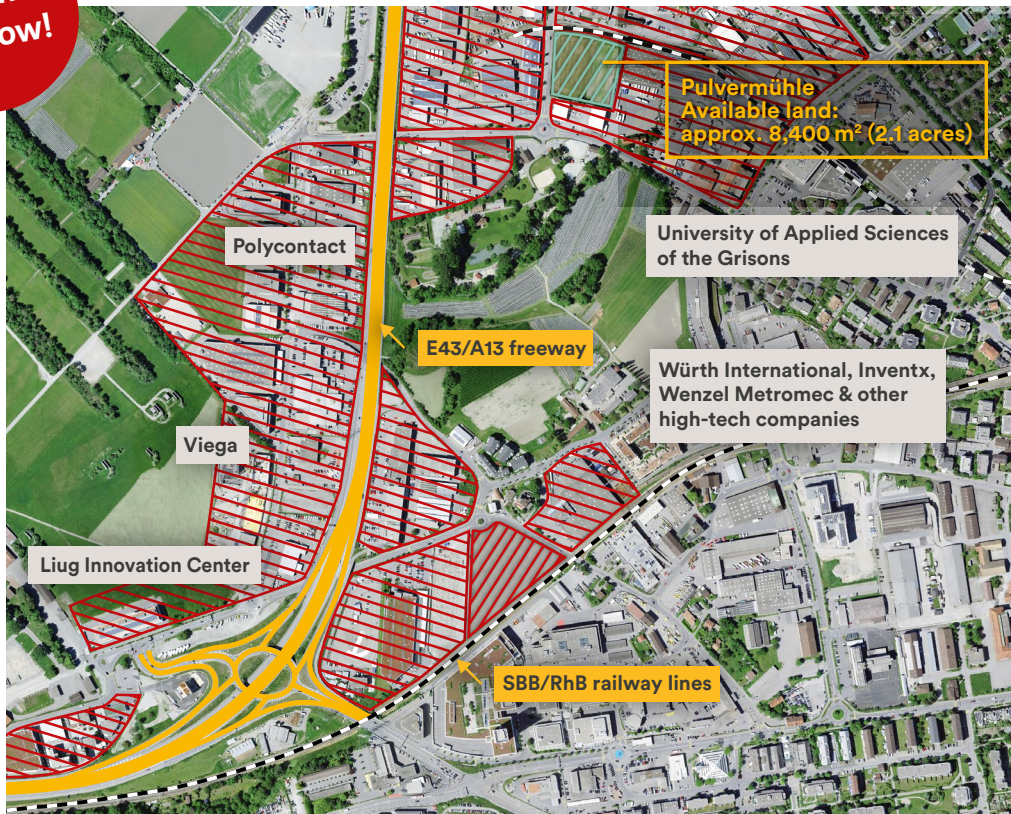 ow!
Pulvermühle
Available land:
approx. 8,400 m² (2.1 acres)
University of Applied Sciences
of the Grisons
Polycontact
E43/A13 freeway
Würth International, Inventx,
Wenzel Metromec & other
high-tech companies
Viega
Liug Innovation Center
SBB/RhB railway lines